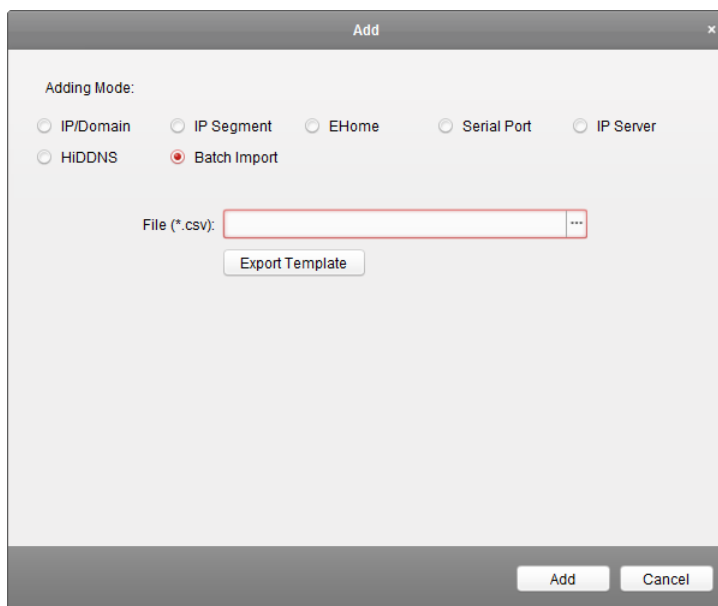 Add ×
Adding Mode:
IP/Domain IP Segment EHome Serial Port IP Server
HiDDNS Batch Import
File (*.csv): ...
Export Template
Add Cancel